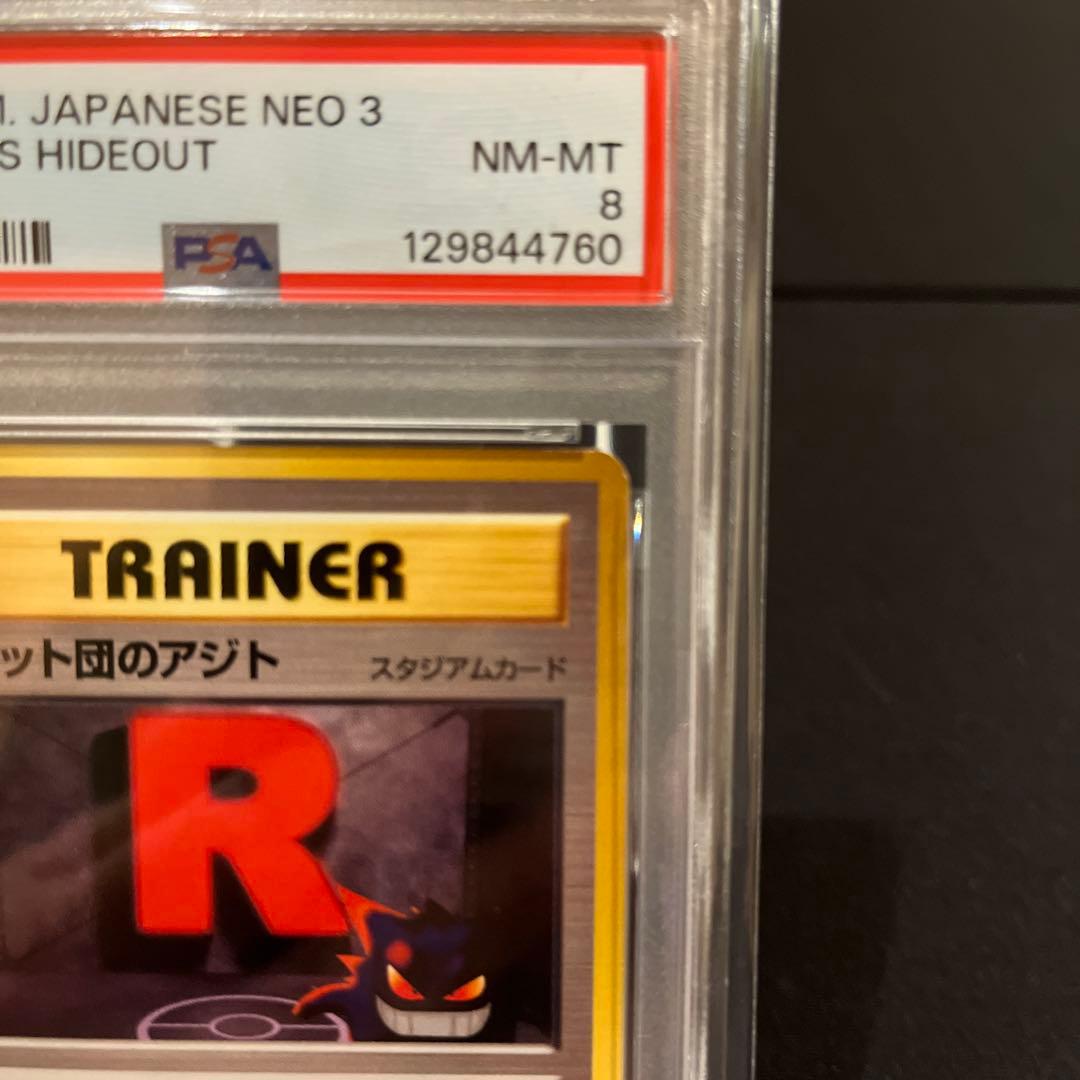 . JAPANESE NEO 3
S HIDEOUT
NM-MT
8
PSA
129844760
TRAINER
ット団のアジト
スタジアムカード
R